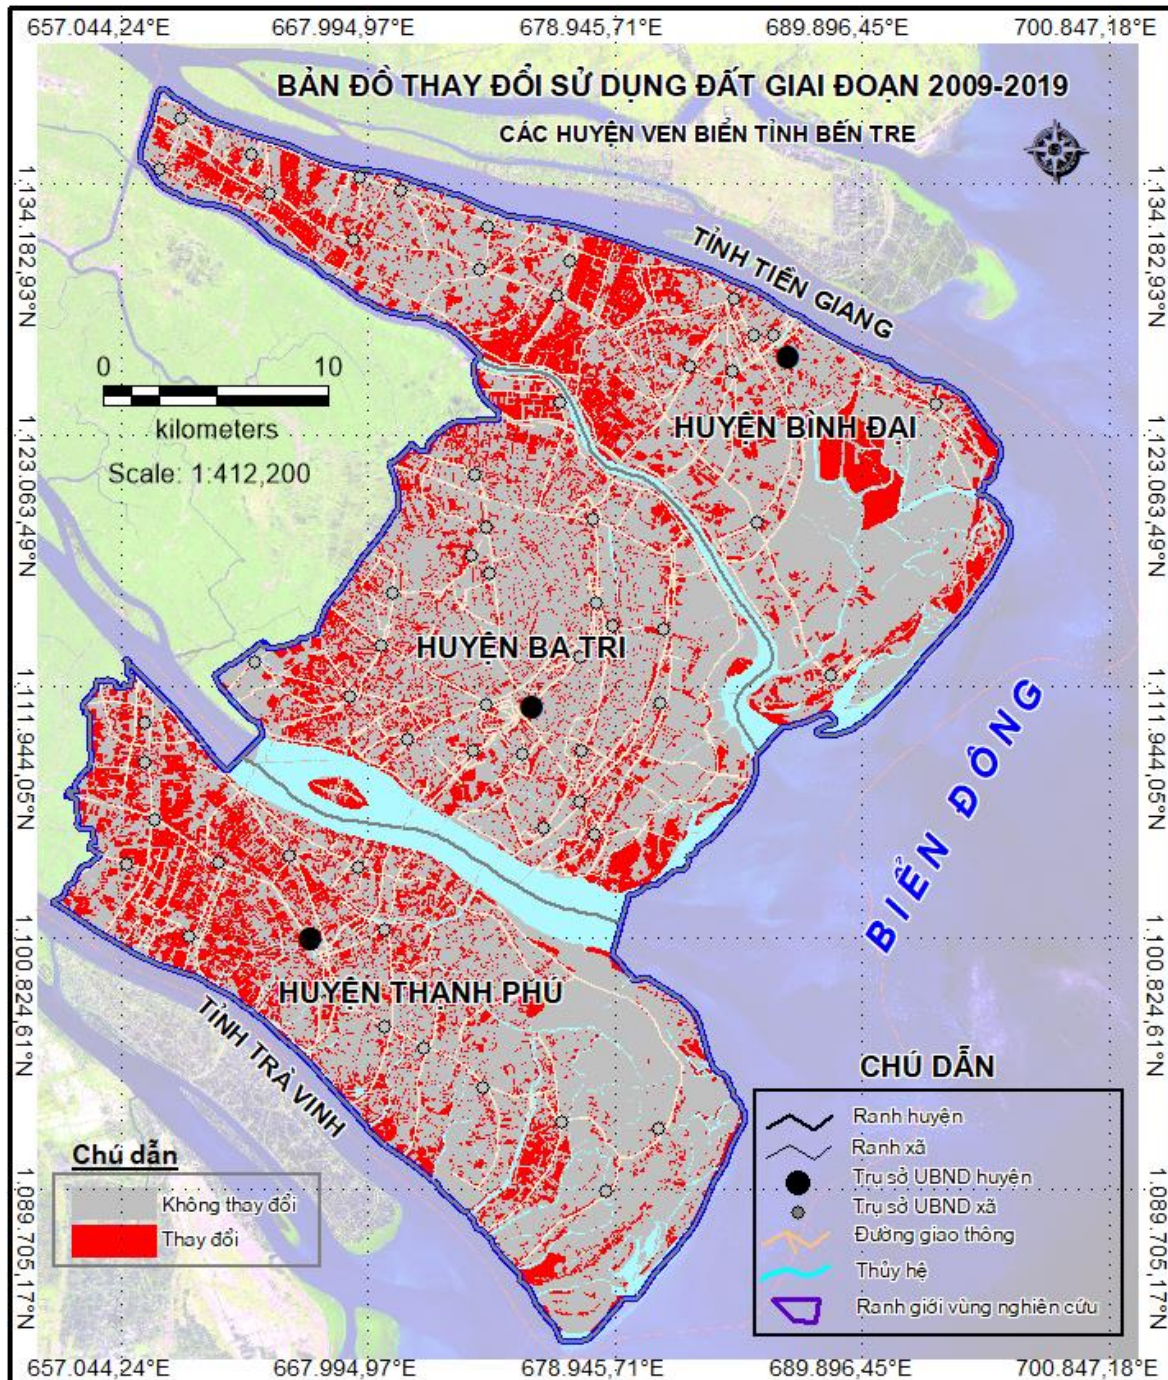 657.044,24°E 667.994,97°E 678.945,71°E 689.896,45°E 700.847,18°E
BẢN ĐỒ THAY ĐỔI SỬ DỤNG ĐẤT GIAI ĐOẠN 2009-2019
CÁC HUYỆN VEN BIỂN TỈNH BẾN TRE
1.134.182,93°N
1.134.182,93°N
TỈNH TIỀN GIANG
0 10
kilometers
Scale: 1:412,200
HUYỆN BÌNH ĐẠI
1.123.063,49°N
1.123.063,49°N
HUYỆN BA TRI
1.111.944,05°N
1.111.944,05°N
BIỂN ĐÔNG
1.100.824,61°N
1.100.824,61°N
HUYỆN THẠNH PHÚ
TỈNH TRÀ VINH
CHÚ DẪN
Ranh huyện
Ranh xã
Trụ sở UBND huyện
Trụ sở UBND xã
Đường giao thông
Thủy hệ
Ranh giới vùng nghiên cứu
Chú dẫn
Không thay đổi
Thay đổi
1.089.705,17°N
1.089.705,17°N
657.044,24°E 667.994,97°E 678.945,71°E 689.896,45°E 700.847,18°E